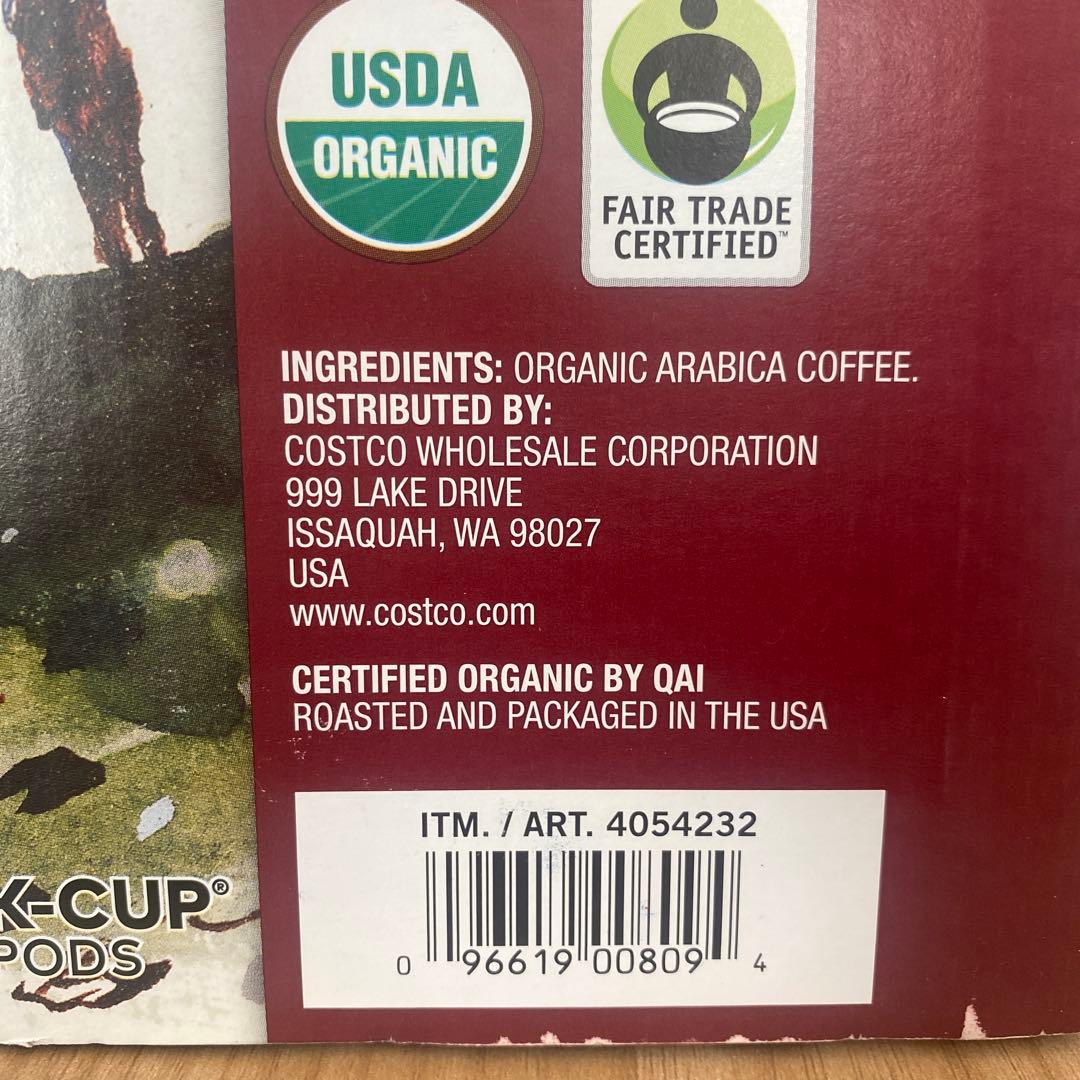 USDA
ORGANIC
FAIR TRADE
CERTIFIED™
INGREDIENTS: ORGANIC ARABICA COFFEE.
DISTRIBUTED BY:
COSTCO WHOLESALE CORPORATION
999 LAKE DRIVE
ISSAQUAH, WA 98027
USA
www.costco.com
CERTIFIED ORGANIC BY QAI
ROASTED AND PACKAGED IN THE USA
ITM. / ART. 4054232
0 96619 00809 4
K-CUP®
PODS